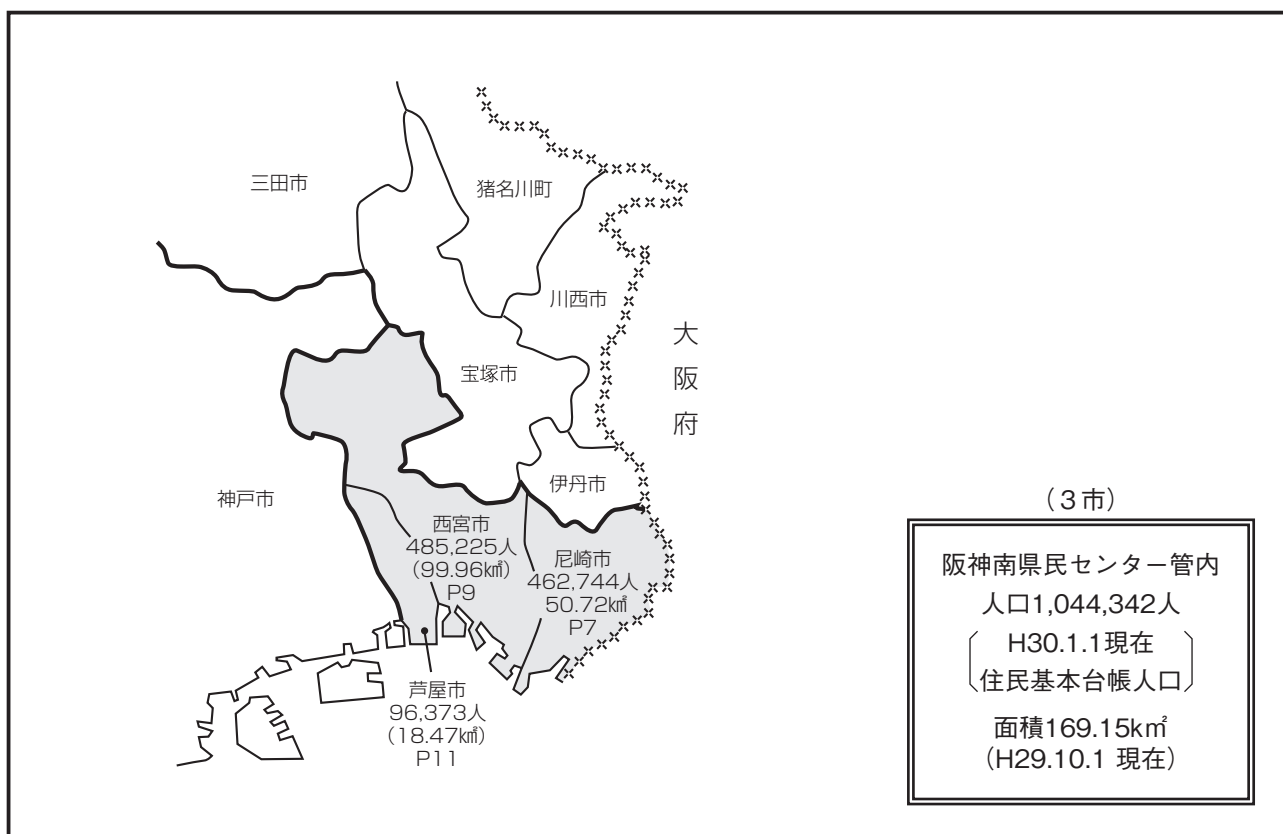 三田市
猪名川町
川西市
大阪府
宝塚市
伊丹市
神戸市
西宮市
485,225人
(99.96㎢)
P9
尼崎市
462,744人
50.72㎢
P7
芦屋市
96,373人
(18.47㎢)
P11
(3市)
阪神南県民センター管内
人口1,044,342人
H30.1.1現在
住民基本台帳人口
面積169.15k㎡
(H29.10.1 現在)